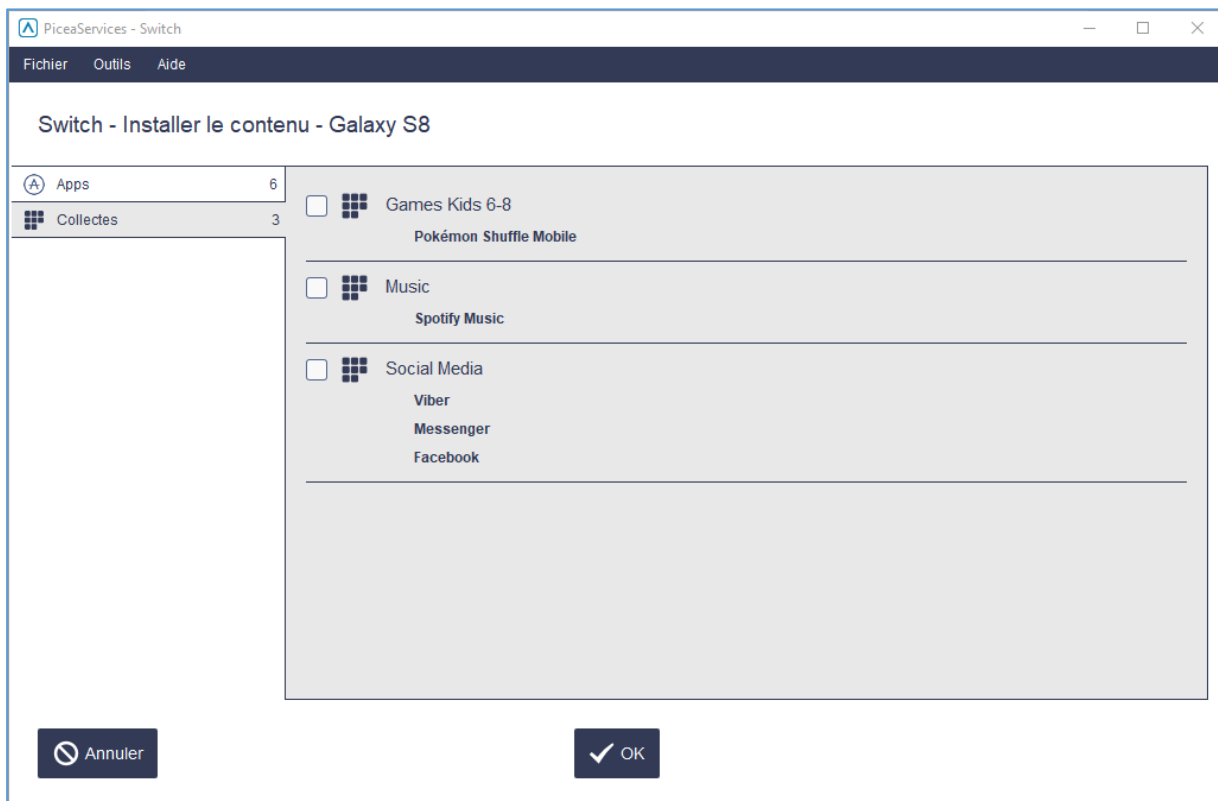 PiceaServices - Switch
Fichier Outils Aide
Switch - Installer le contenu - Galaxy S8
Apps 6
Collectes 3
Games Kids 6-8
Pokémon Shuffle Mobile
Music
Spotify Music
Social Media
Viber
Messenger
Facebook
Annuler
OK